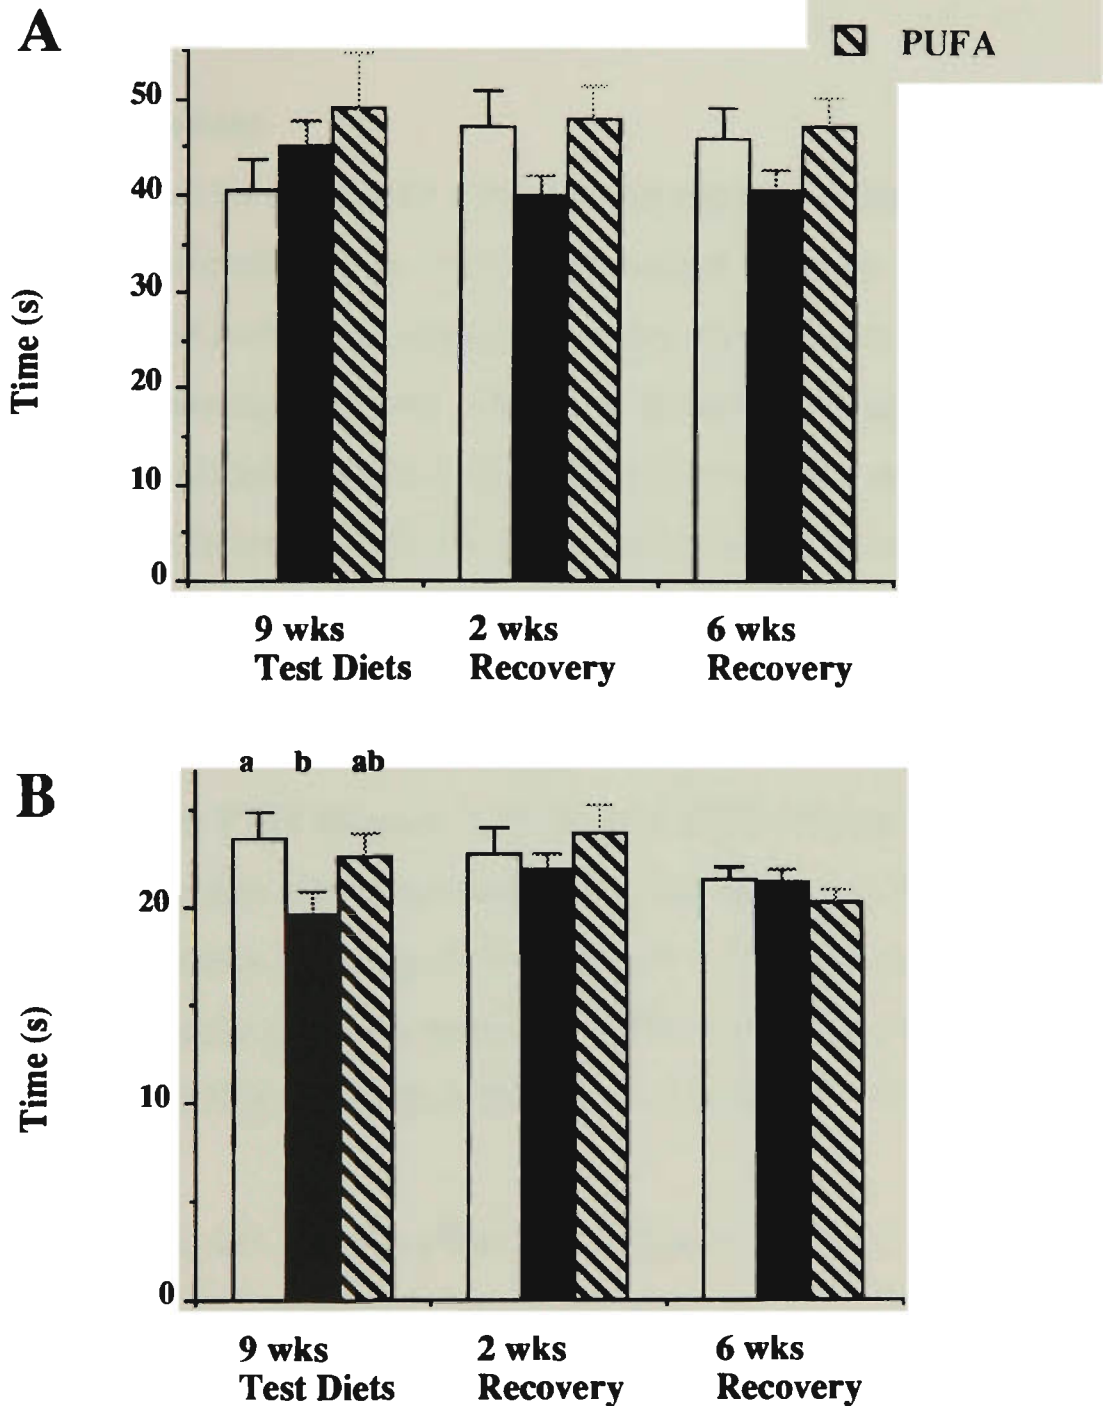 A
PUFA
50
40
30
20
10
0
Time (s)
9 wks
Test Diets
2 wks
Recovery
6 wks
Recovery
B
a b ab
20
10
0
Time (s)
9 wks
Test Diets
2 wks
Recovery
6 wks
Recovery